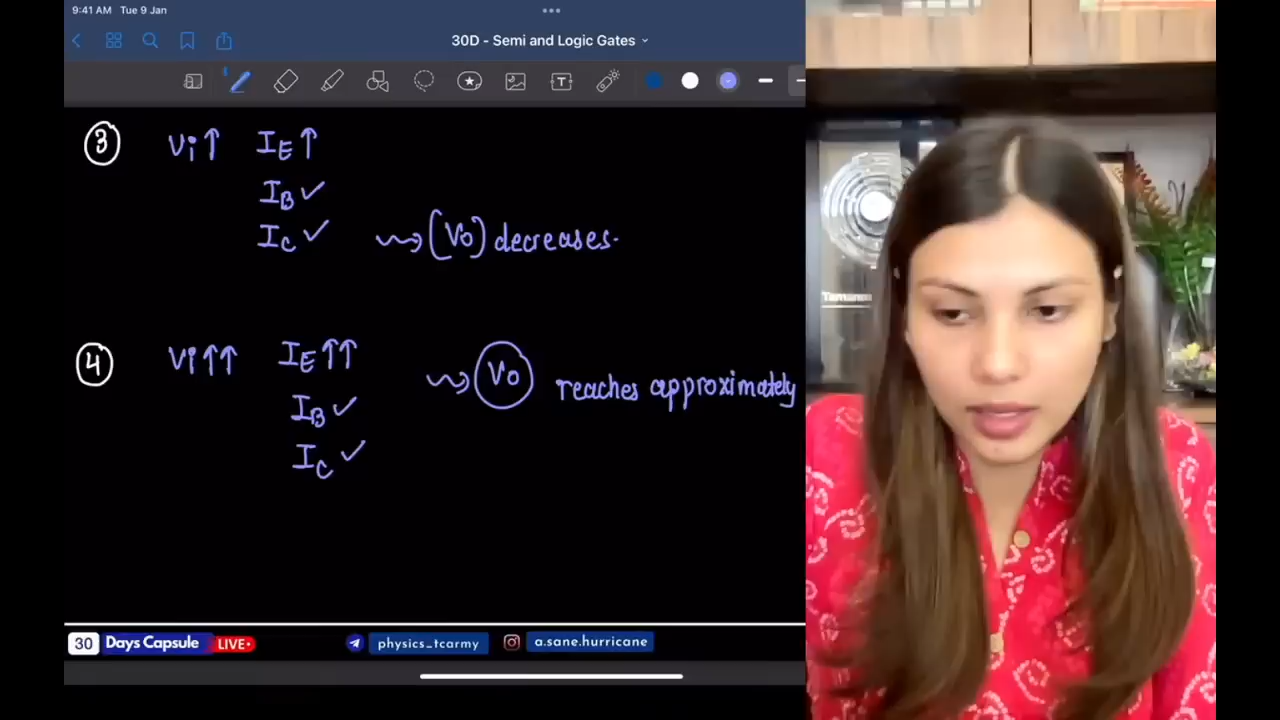 9:41 AM Tue 9 Jan
30D - Semi and Logic Gates
3 Vi↑ IE↑
IB✓
IC✓ (Vo) decreases.
4 Vi↑↑ IE↑↑
Vo reaches approximately
IB✓
IC✓
30 Days Capsule LIVE
physics_tcarmy
a.sane.hurricane